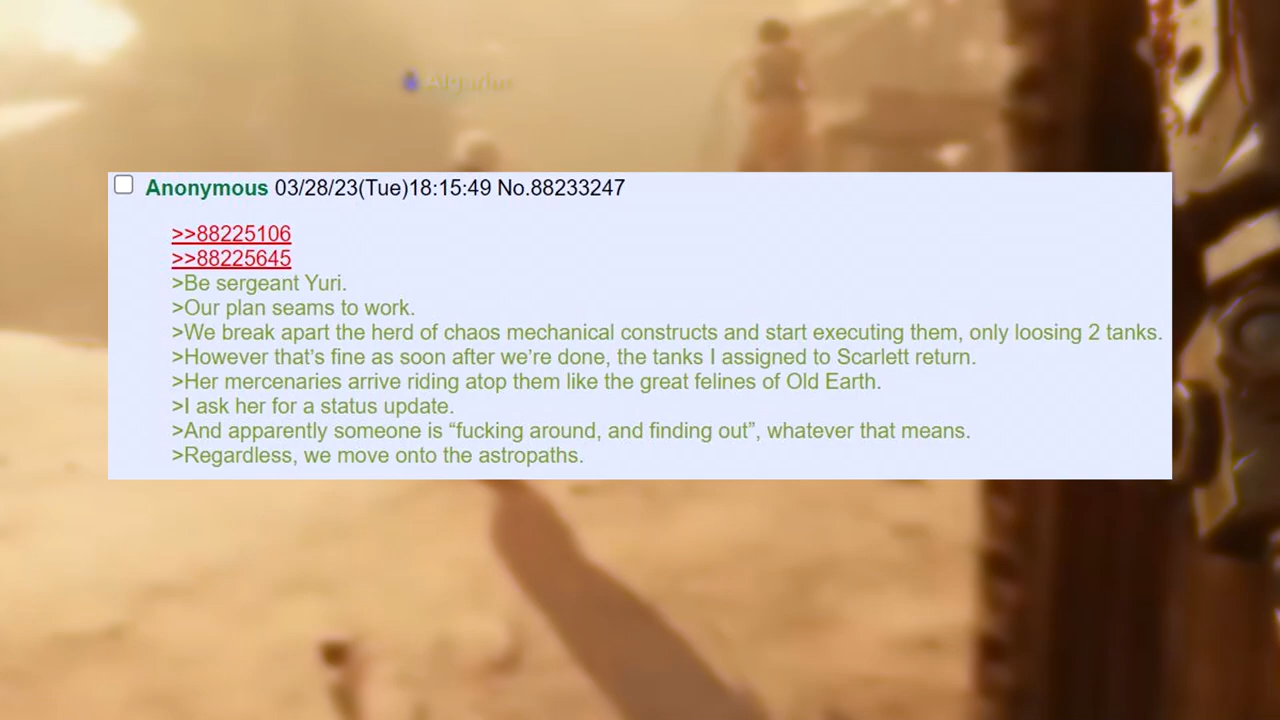 Anonymous 03/28/23(Tue)18:15:49 No.88233247
>>88225106
>>88225645
>Be sergeant Yuri.
>Our plan seams to work.
>We break apart the herd of chaos mechanical constructs and start executing them, only loosing 2 tanks.
>However that’s fine as soon after we’re done, the tanks I assigned to Scarlett return.
>Her mercenaries arrive riding atop them like the great felines of Old Earth.
>I ask her for a status update.
>And apparently someone is “fucking around, and finding out”, whatever that means.
>Regardless, we move onto the astropaths.